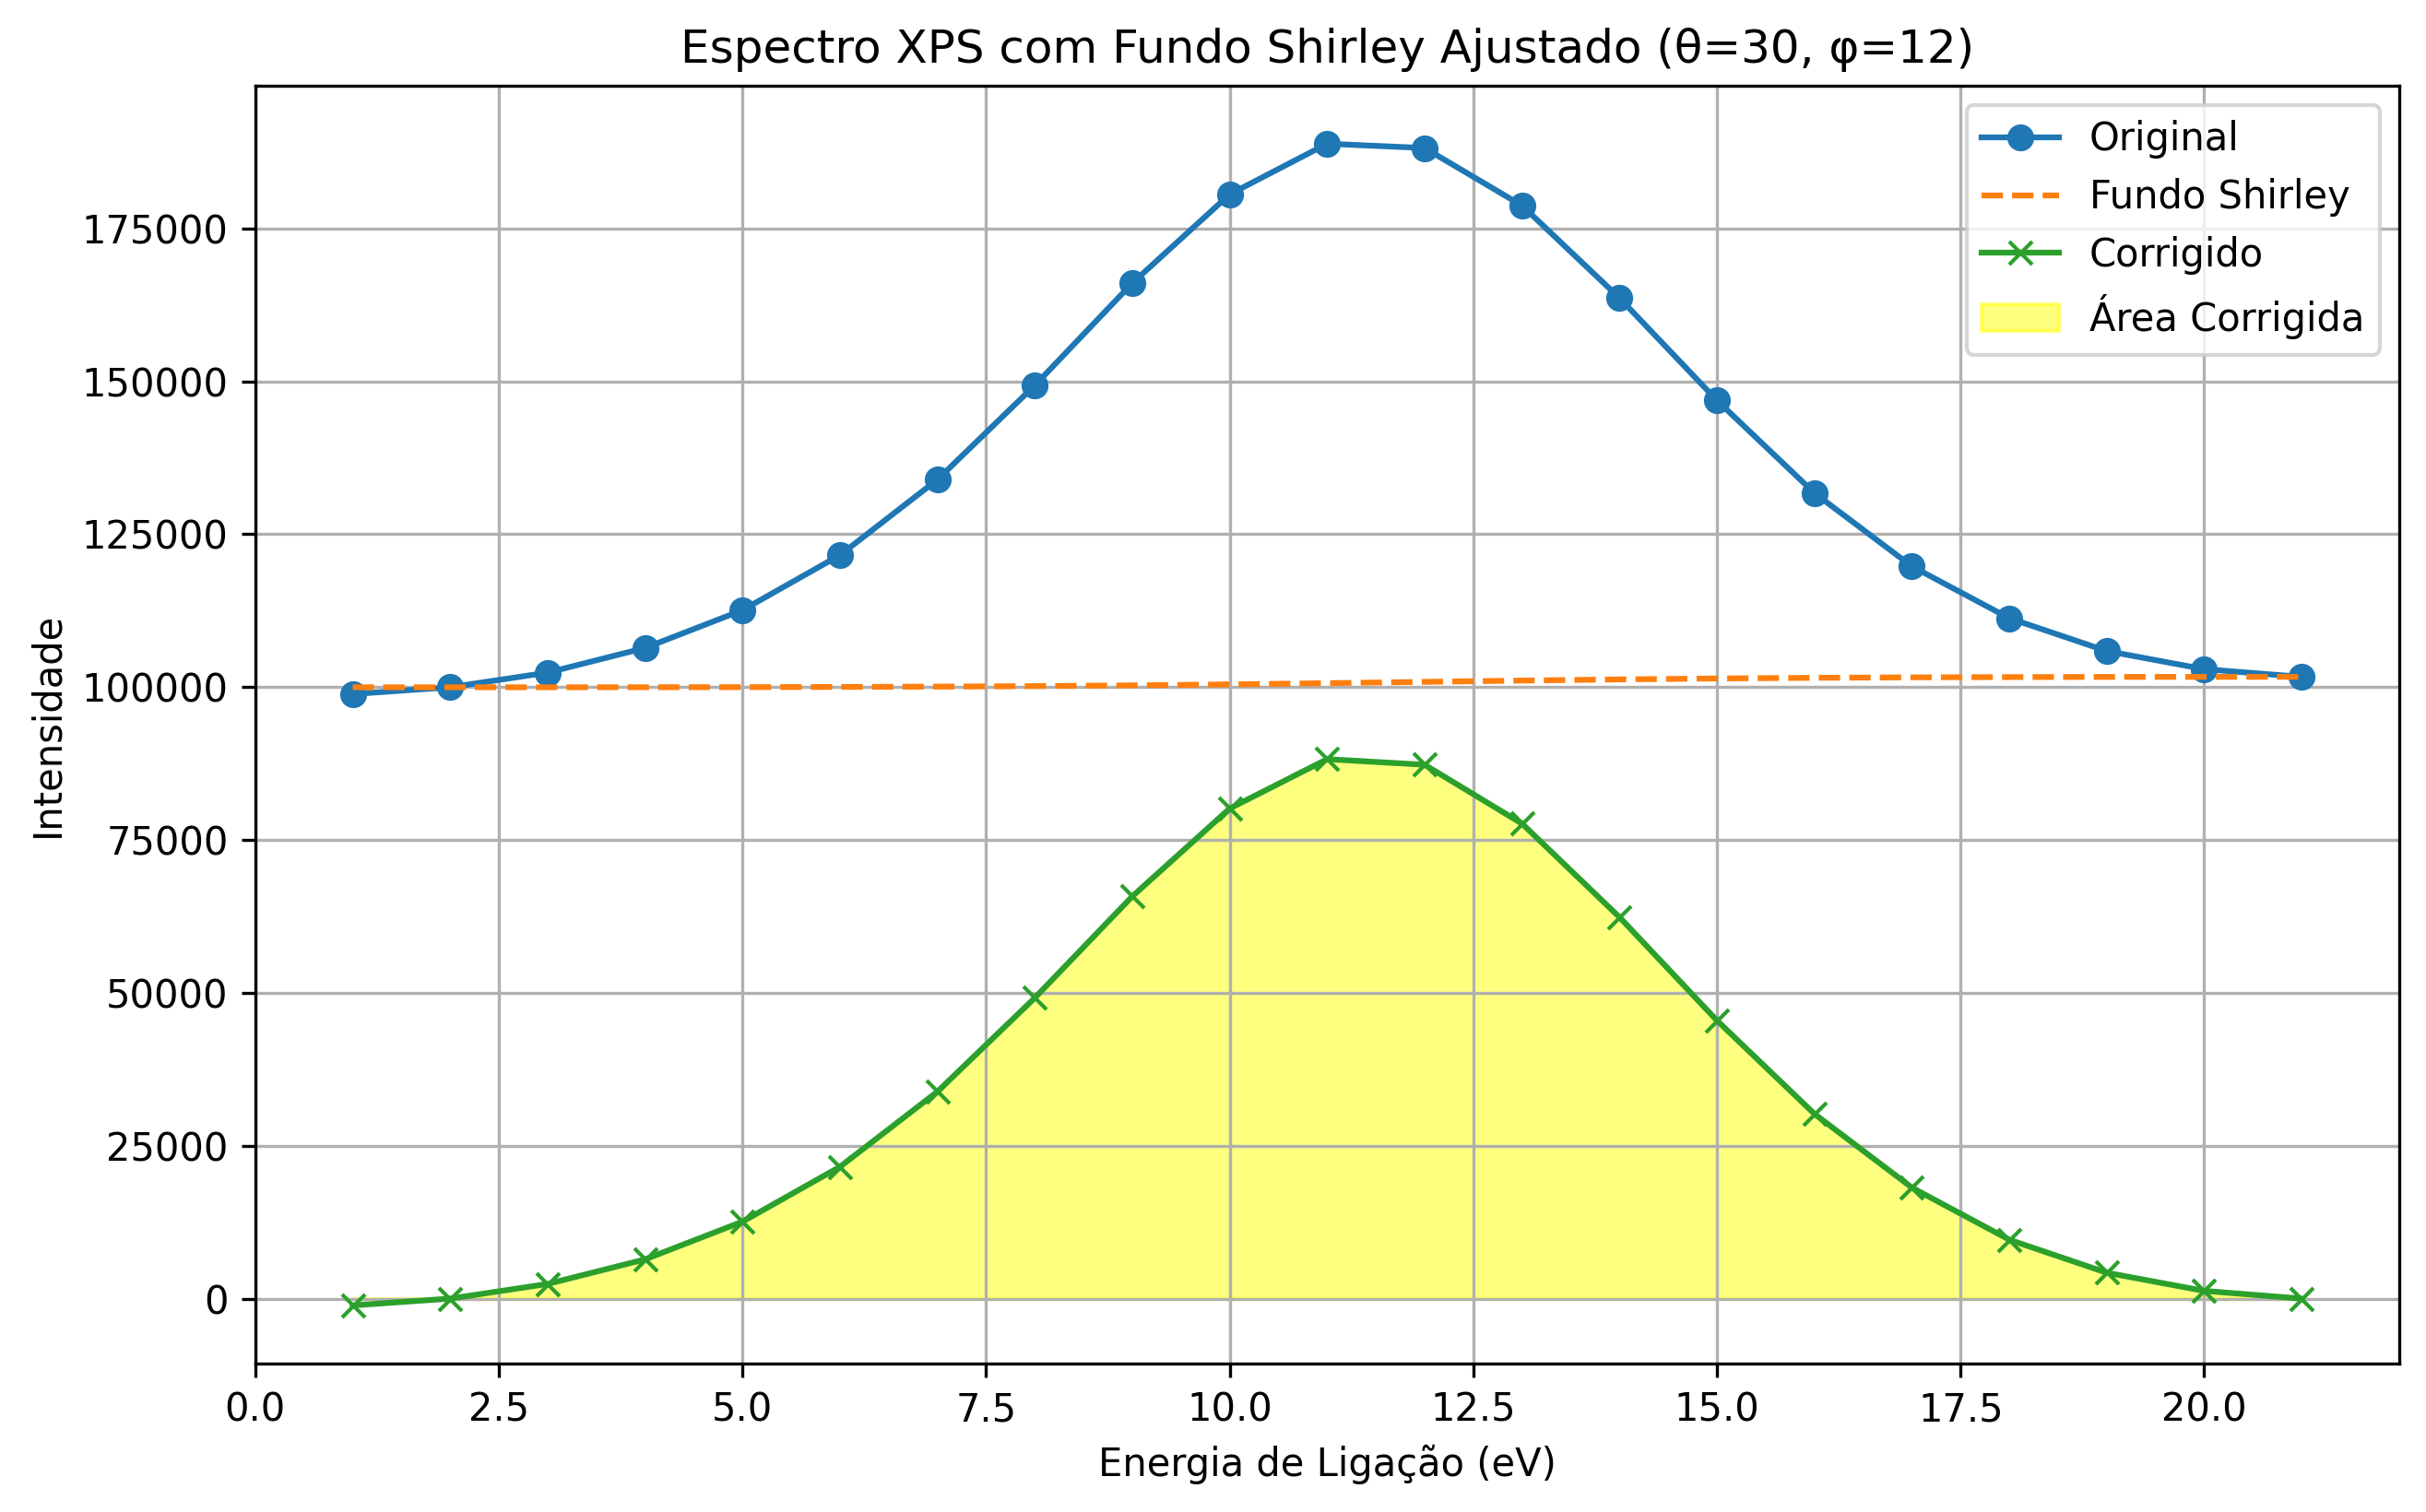 Espectro XPS com Fundo Shirley Ajustado (θ=30, φ=12)
Original
Fundo Shirley
Corrigido
Área Corrigida
Intensidade
175000
150000
125000
100000
75000
50000
25000
0
0.0 2.5 5.0 7.5 10.0 12.5 15.0 17.5 20.0
Energia de Ligação (eV)